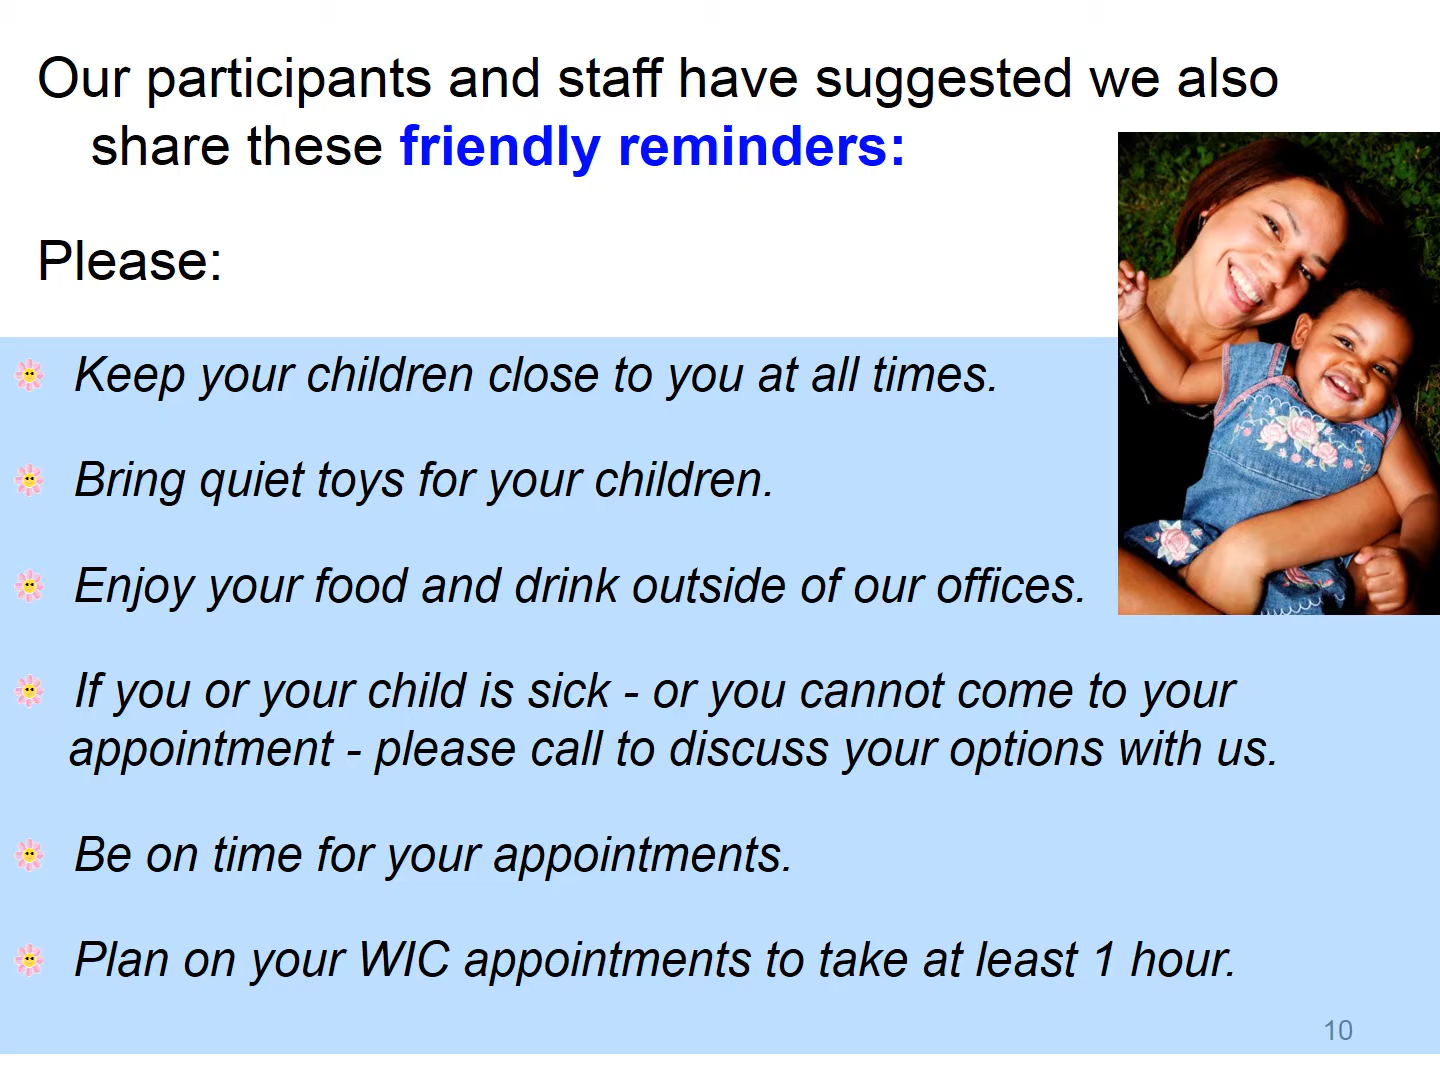 Our participants and staff have suggested we also
share these friendly reminders:
Please:
Keep your children close to you at all times.
Bring quiet toys for your children.
Enjoy your food and drink outside of our offices.
If you or your child is sick - or you cannot come to your
appointment - please call to discuss your options with us.
Be on time for your appointments.
Plan on your WIC appointments to take at least 1 hour.
10